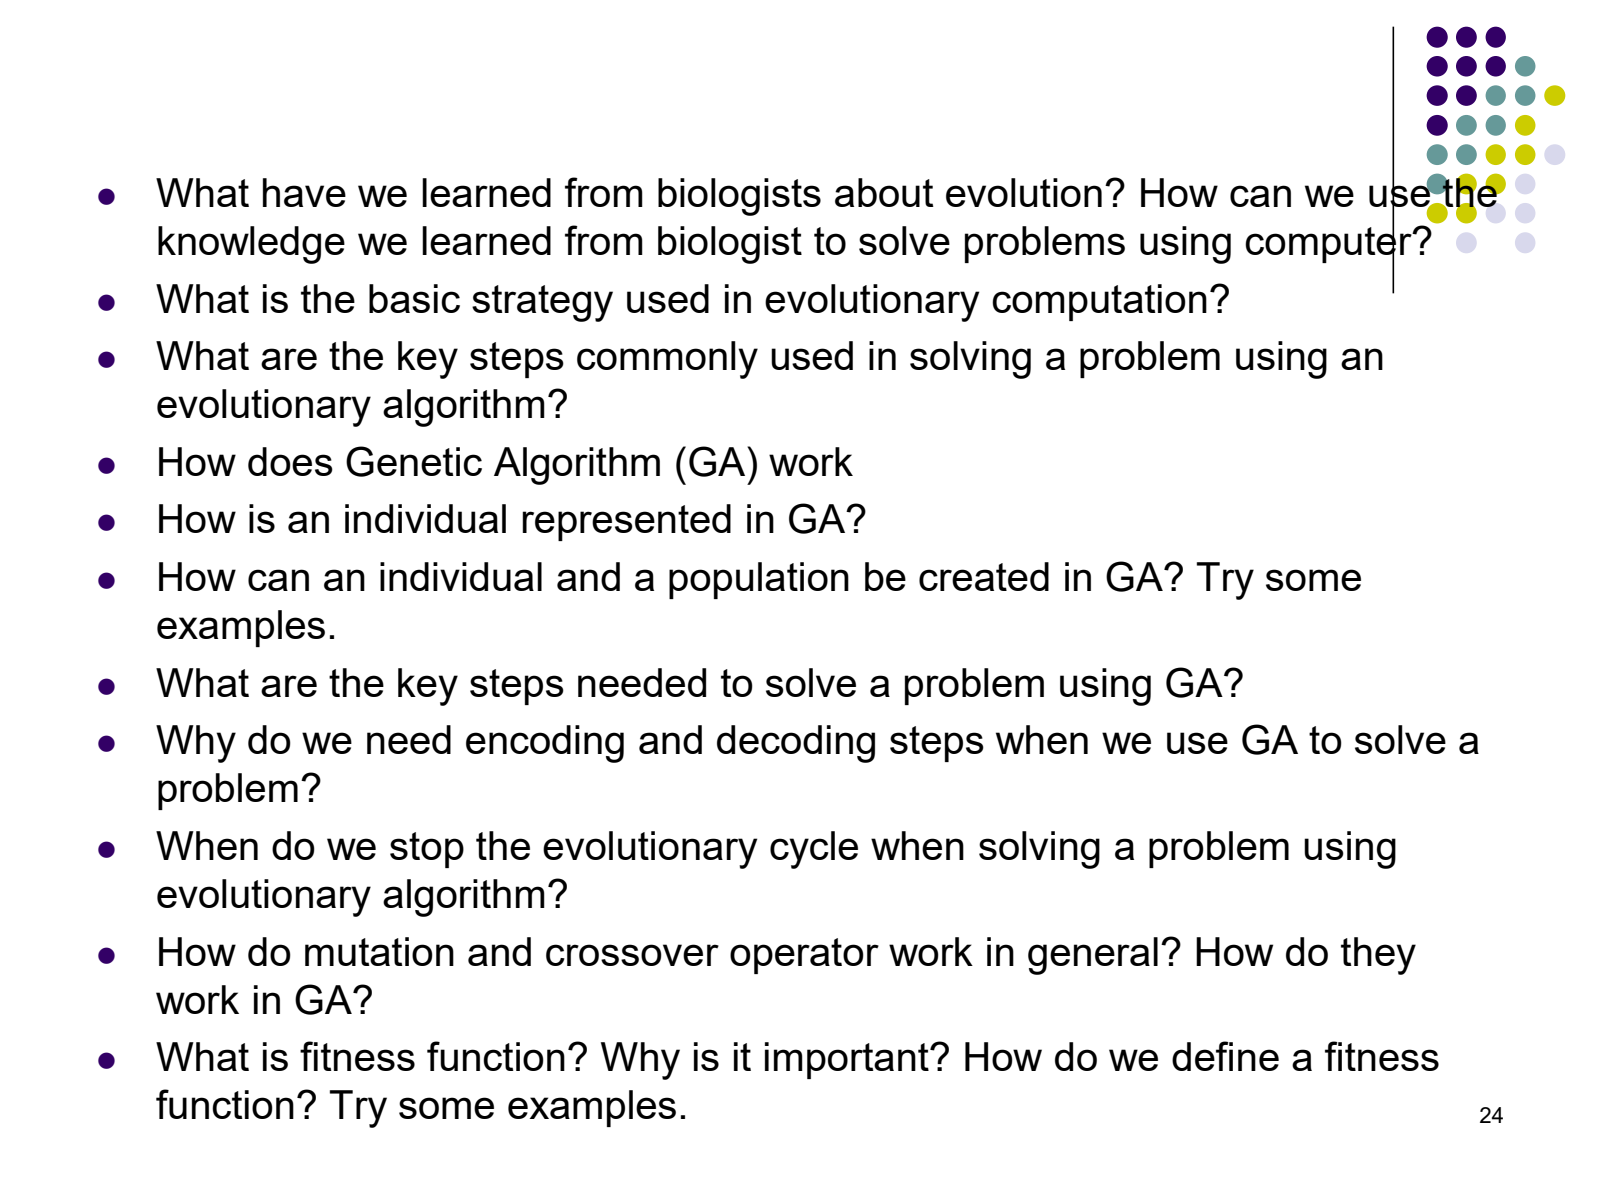 What have we learned from biologists about evolution? How can we use the
knowledge we learned from biologist to solve problems using computer?
What is the basic strategy used in evolutionary computation?
What are the key steps commonly used in solving a problem using an
evolutionary algorithm?
How does Genetic Algorithm (GA) work
How is an individual represented in GA?
How can an individual and a population be created in GA? Try some
examples.
What are the key steps needed to solve a problem using GA?
Why do we need encoding and decoding steps when we use GA to solve a
problem?
When do we stop the evolutionary cycle when solving a problem using
evolutionary algorithm?
How do mutation and crossover operator work in general? How do they
work in GA?
What is fitness function? Why is it important? How do we define a fitness
function? Try some examples.
24